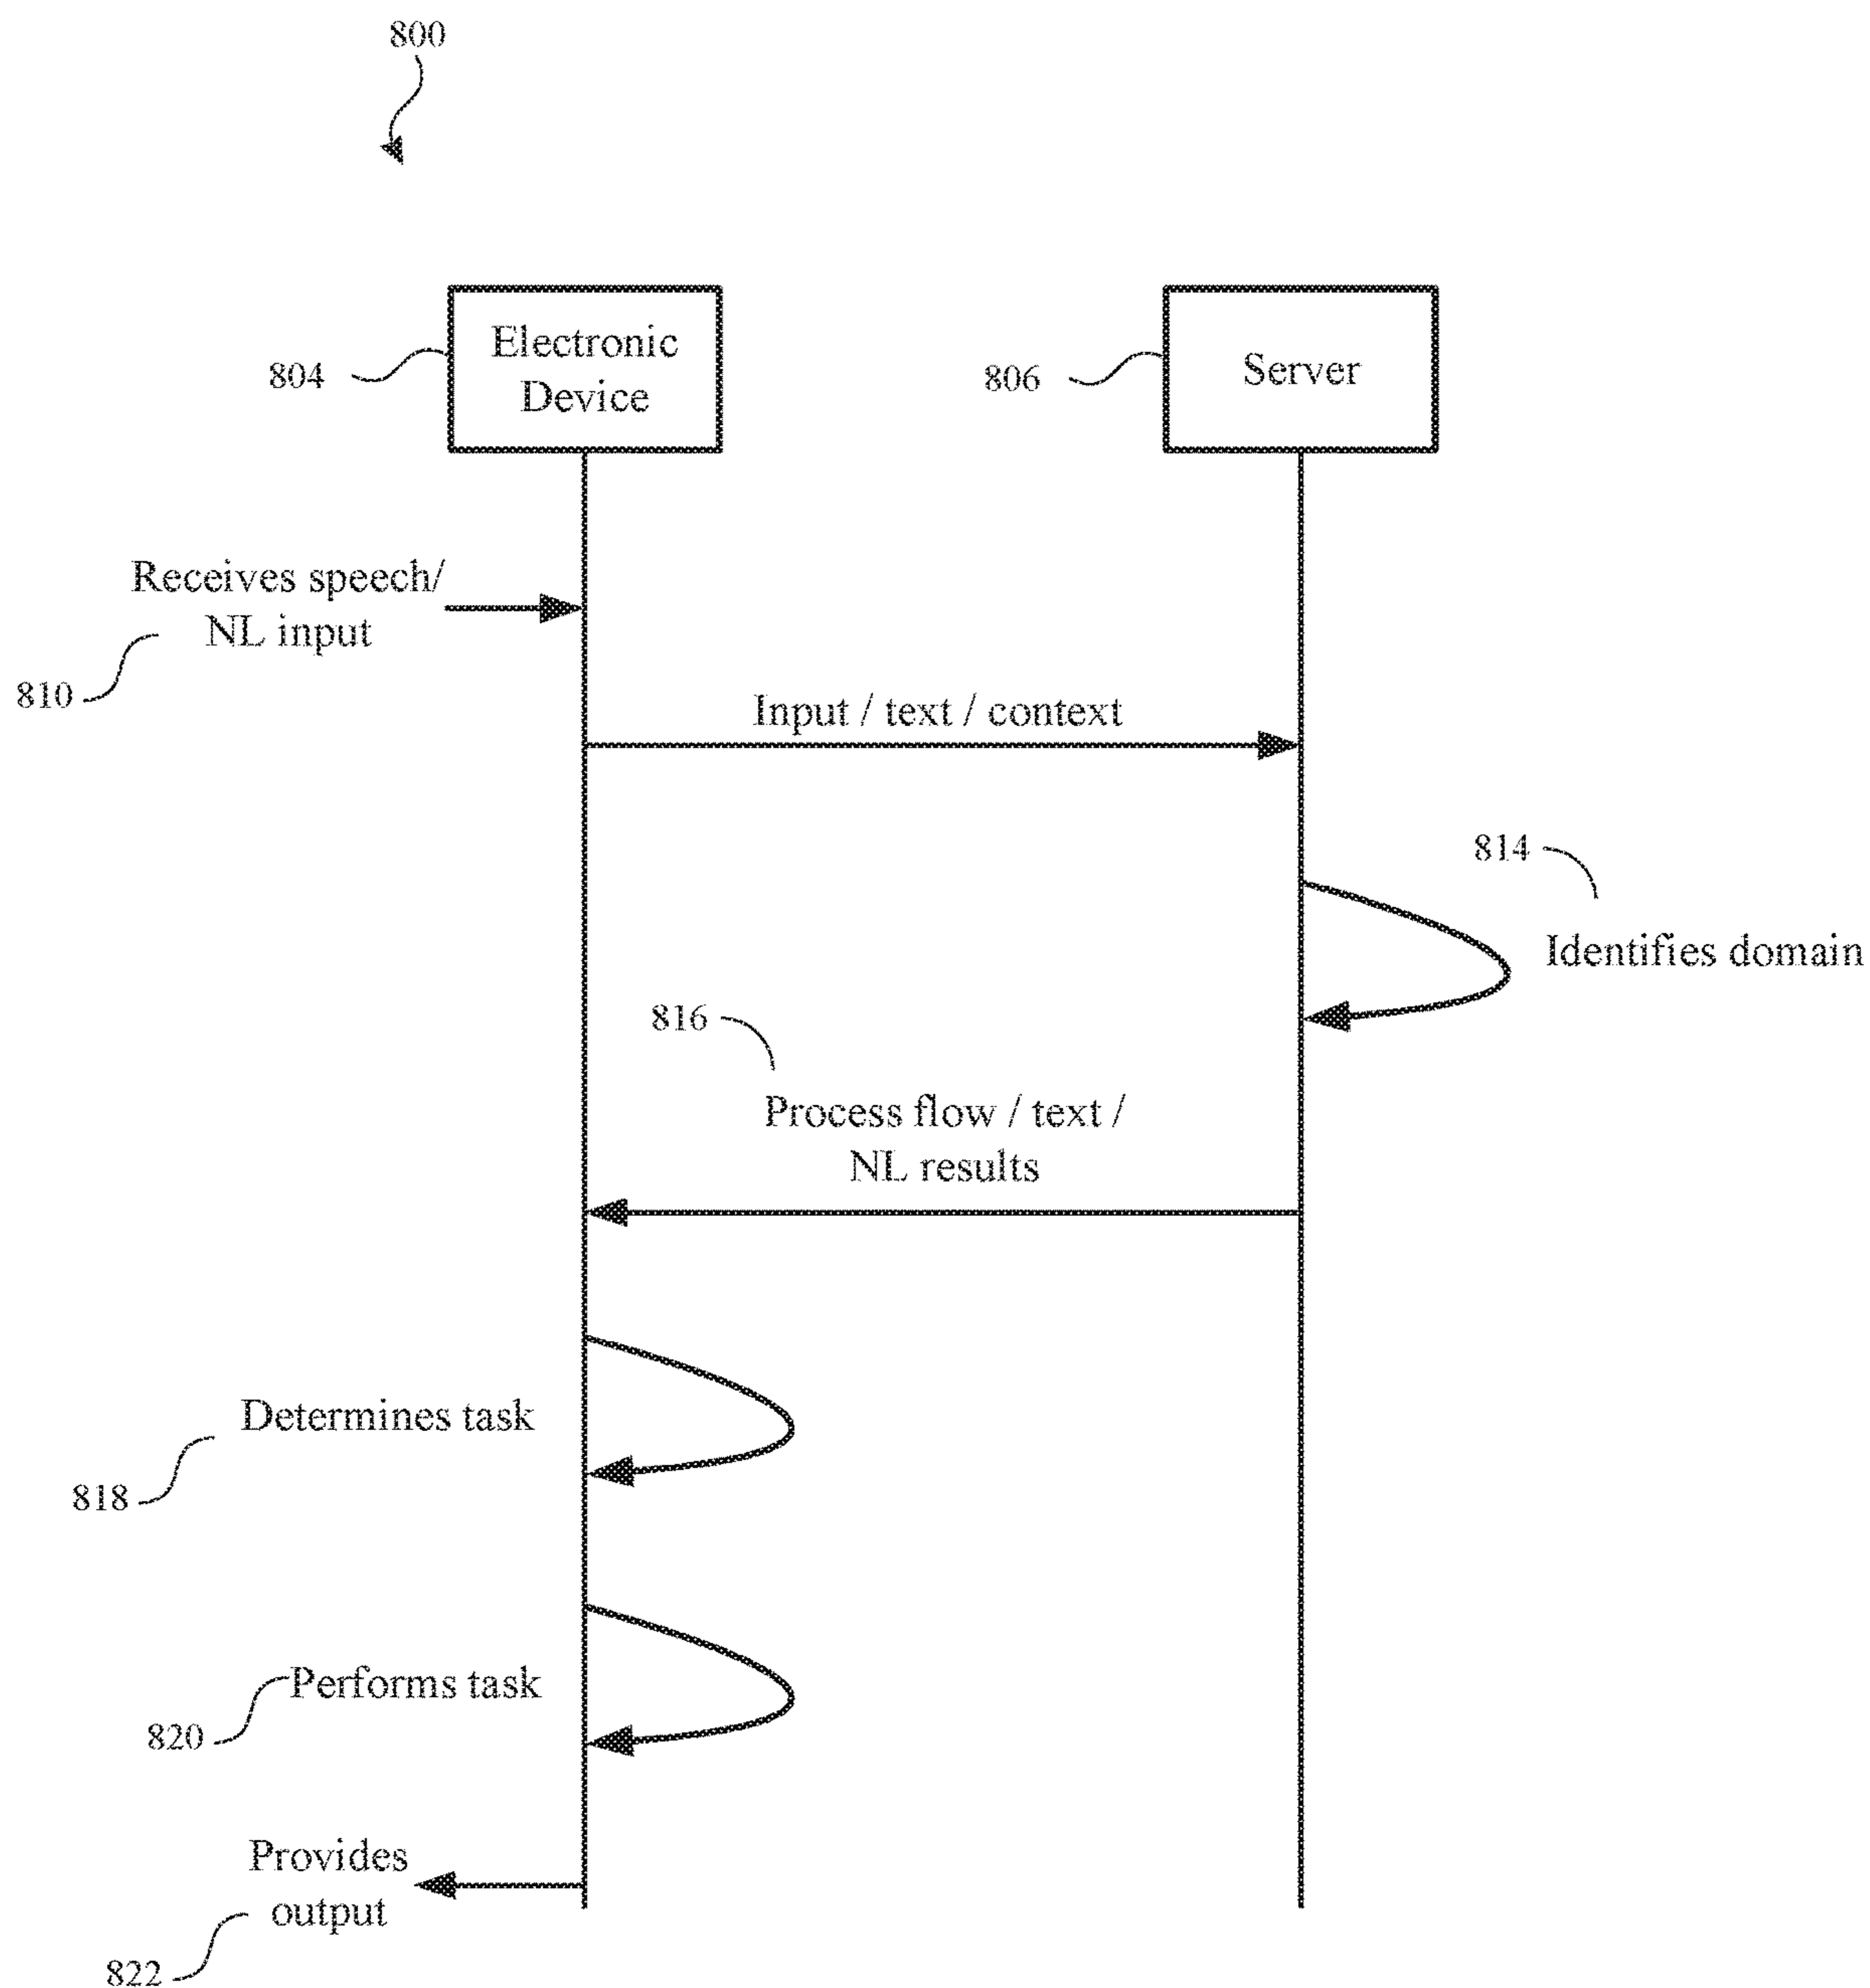 800
Electronic
Device
804
Server
806
Receives speech/
NL input
810
Input / text / context
814
Identifies domain
816
Process flow / text /
NL results
Determines task
818
Performs task
820
Provides
output
822